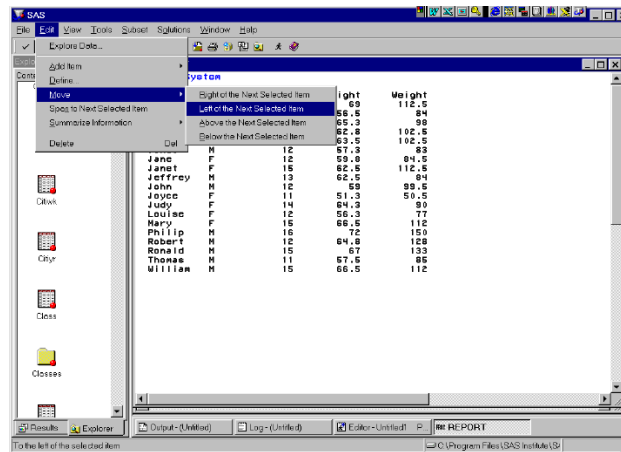 SAS
File Edit View Tools Subset Solutions Window Help
Explore Data...
Add Item
Define...
Move
Space to Next Selected Item
Summarize Information
Delete Del
Right of the Next Selected Item
Left of the Next Selected Item
Above the Next Selected Item
Below the Next Selected Item
ight Weight
69 112.5
56.5 84
65.3 98
62.8 102.5
63.5 102.5
M 12 57.3 83
Jane F 12 59.8 84.5
Janet F 15 62.5 112.5
Jeffrey M 13 62.5 84
John M 12 59 99.5
Joyce F 11 51.3 50.5
Judy F 14 64.3 90
Louise F 12 56.3 77
Mary F 15 66.5 112
Philip M 16 72 150
Robert M 12 64.8 128
Ronald M 15 67 133
Thomas M 11 57.5 85
William M 15 66.5 112
Citwk
Cityr
Class
Classes
Results Explorer
Output - (Untitled) Log - (Untitled) Editor - Untitled1 P... REPORT
To the left of the selected item
C:\Program Files\SAS Institute\S